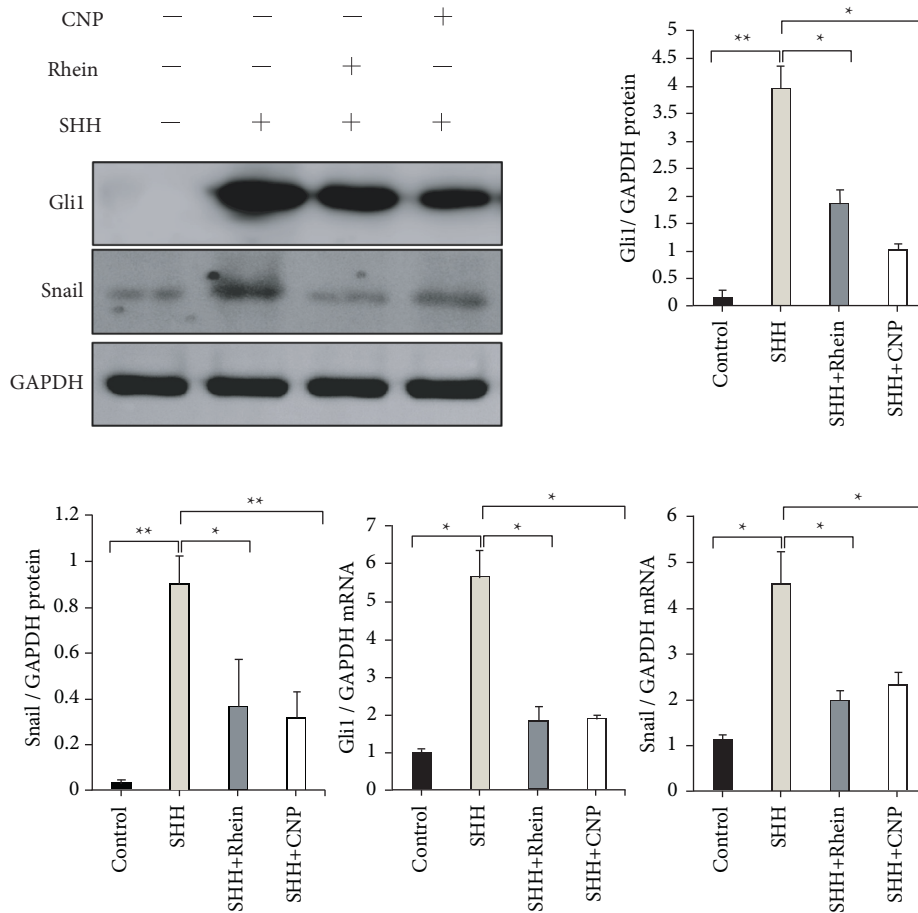 CNP − − − +
Rhein − − + −
SHH − + + +
Gli1
Snail
GAPDH
Gli1/ GAPDH protein
5
4.5
4
3.5
3
2.5
2
1.5
1
0.5
0
**
*
*
Control
SHH
SHH+Rhein
SHH+CNP
Snail / GAPDH protein
1.2
1
0.8
0.6
0.4
0.2
0
**
*
**
Control
SHH
SHH+Rhein
SHH+CNP
Gli1 / GAPDH mRNA
7
6
5
4
3
2
1
0
*
*
*
Control
SHH
SHH+Rhein
SHH+CNP
Snail / GAPDH mRNA
6
5
4
3
2
1
0
*
*
*
Control
SHH
SHH+Rhein
SHH+CNP